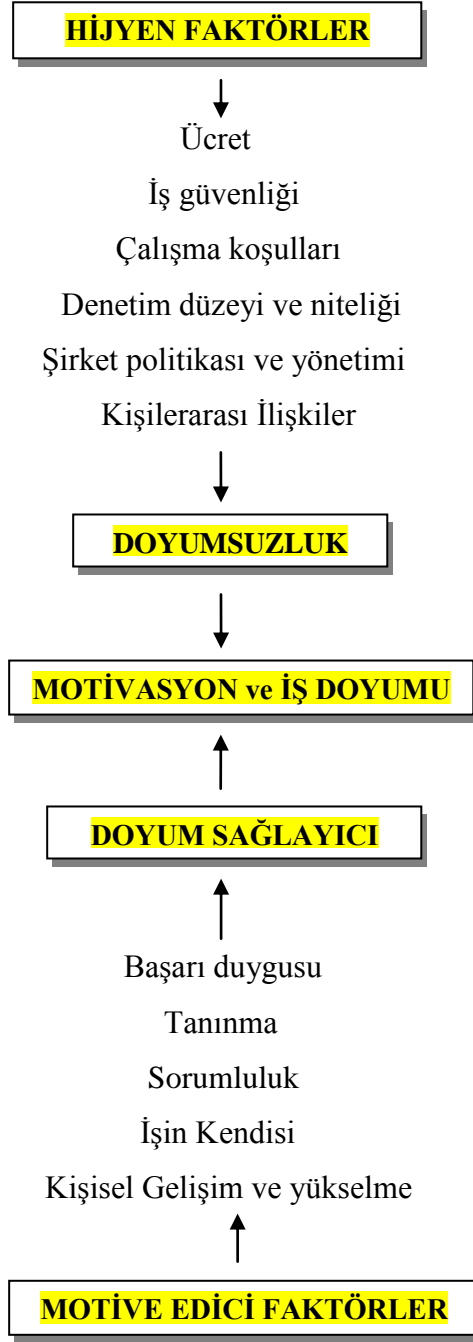 HİJYEN FAKTÖRLER
Ücret
İş güvenliği
Çalışma koşulları
Denetim düzeyi ve niteliği
Şirket politikası ve yönetimi
Kişilerarası İlişkiler
DOYUMSUZLUK
MOTİVASYON ve İŞ DOYUMU
DOYUM SAĞLAYICI
Başarı duygusu
Tanınma
Sorumluluk
İşin Kendisi
Kişisel Gelişim ve yükselme
MOTİVE EDİCİ FAKTÖRLER